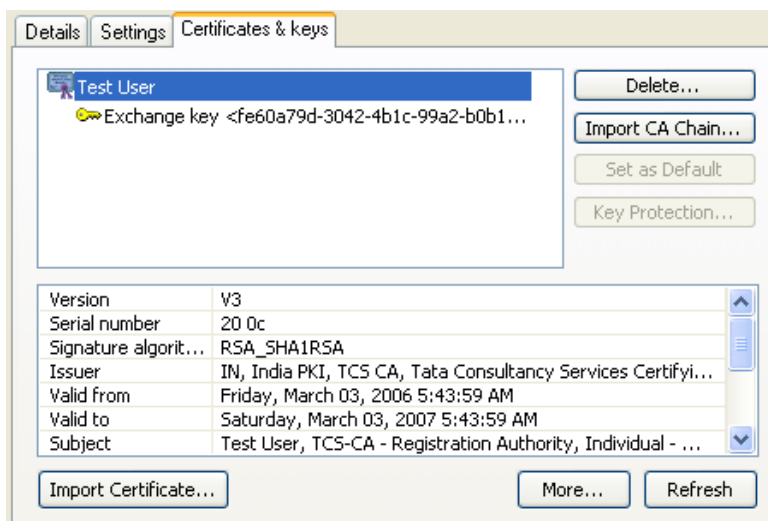 Details Settings Certificates & keys
Test User
Exchange key <fe60a79d-3042-4b1c-99a2-b0b1...
Delete...
Import CA Chain...
Set as Default
Key Protection...
Version V3
Serial number 20 0c
Signature algorit... RSA_SHA1RSA
Issuer IN, India PKI, TCS CA, Tata Consultancy Services Certifyi...
Valid from Friday, March 03, 2006 5:43:59 AM
Valid to Saturday, March 03, 2007 5:43:59 AM
Subject Test User, TCS-CA - Registration Authority, Individual - ...
Import Certificate... More... Refresh